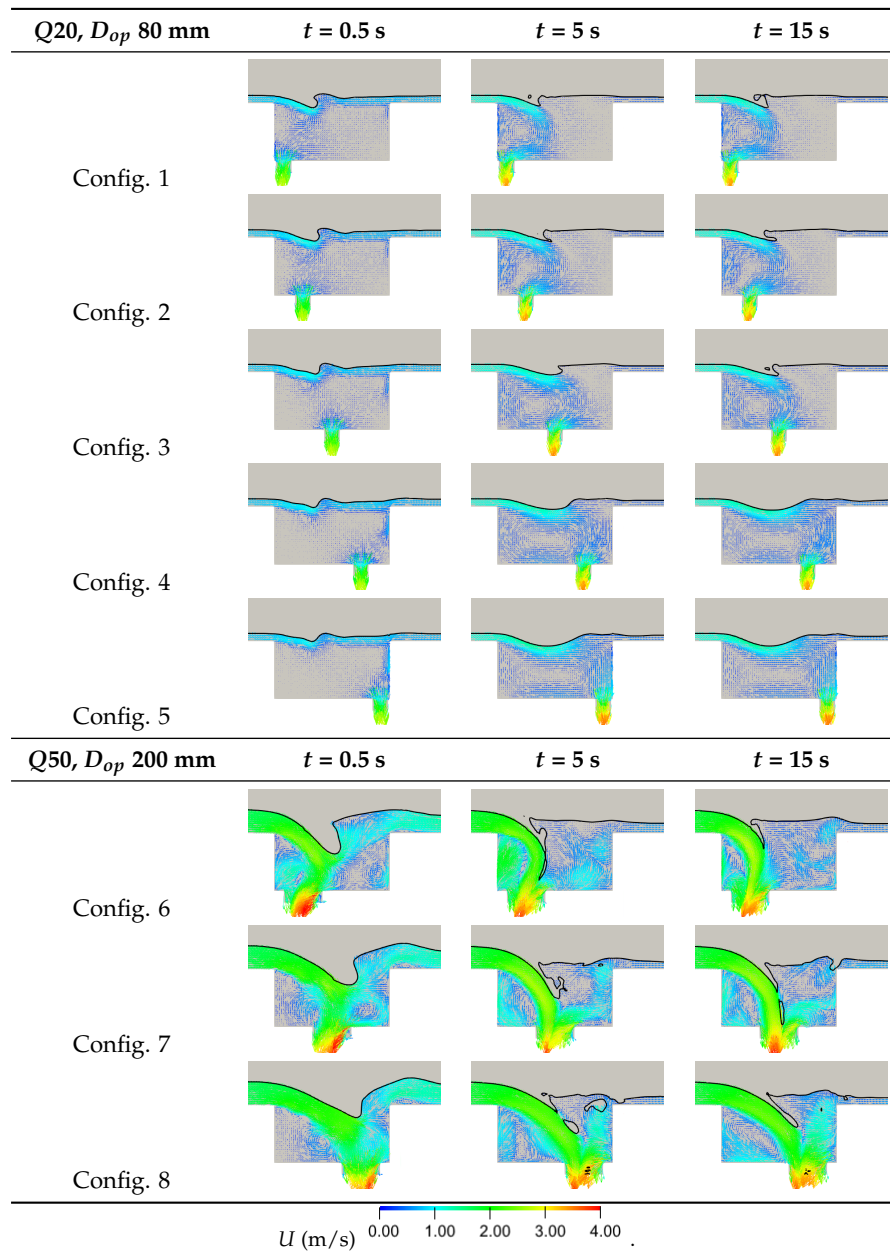 Q20, Dop 80 mm t = 0.5 s t = 5 s t = 15 s
Config. 1
Config. 2
Config. 3
Config. 4
Config. 5
Q50, Dop 200 mm t = 0.5 s t = 5 s t = 15 s
Config. 6
Config. 7
Config. 8
U (m/s) 0.00 1.00 2.00 3.00 4.00 .